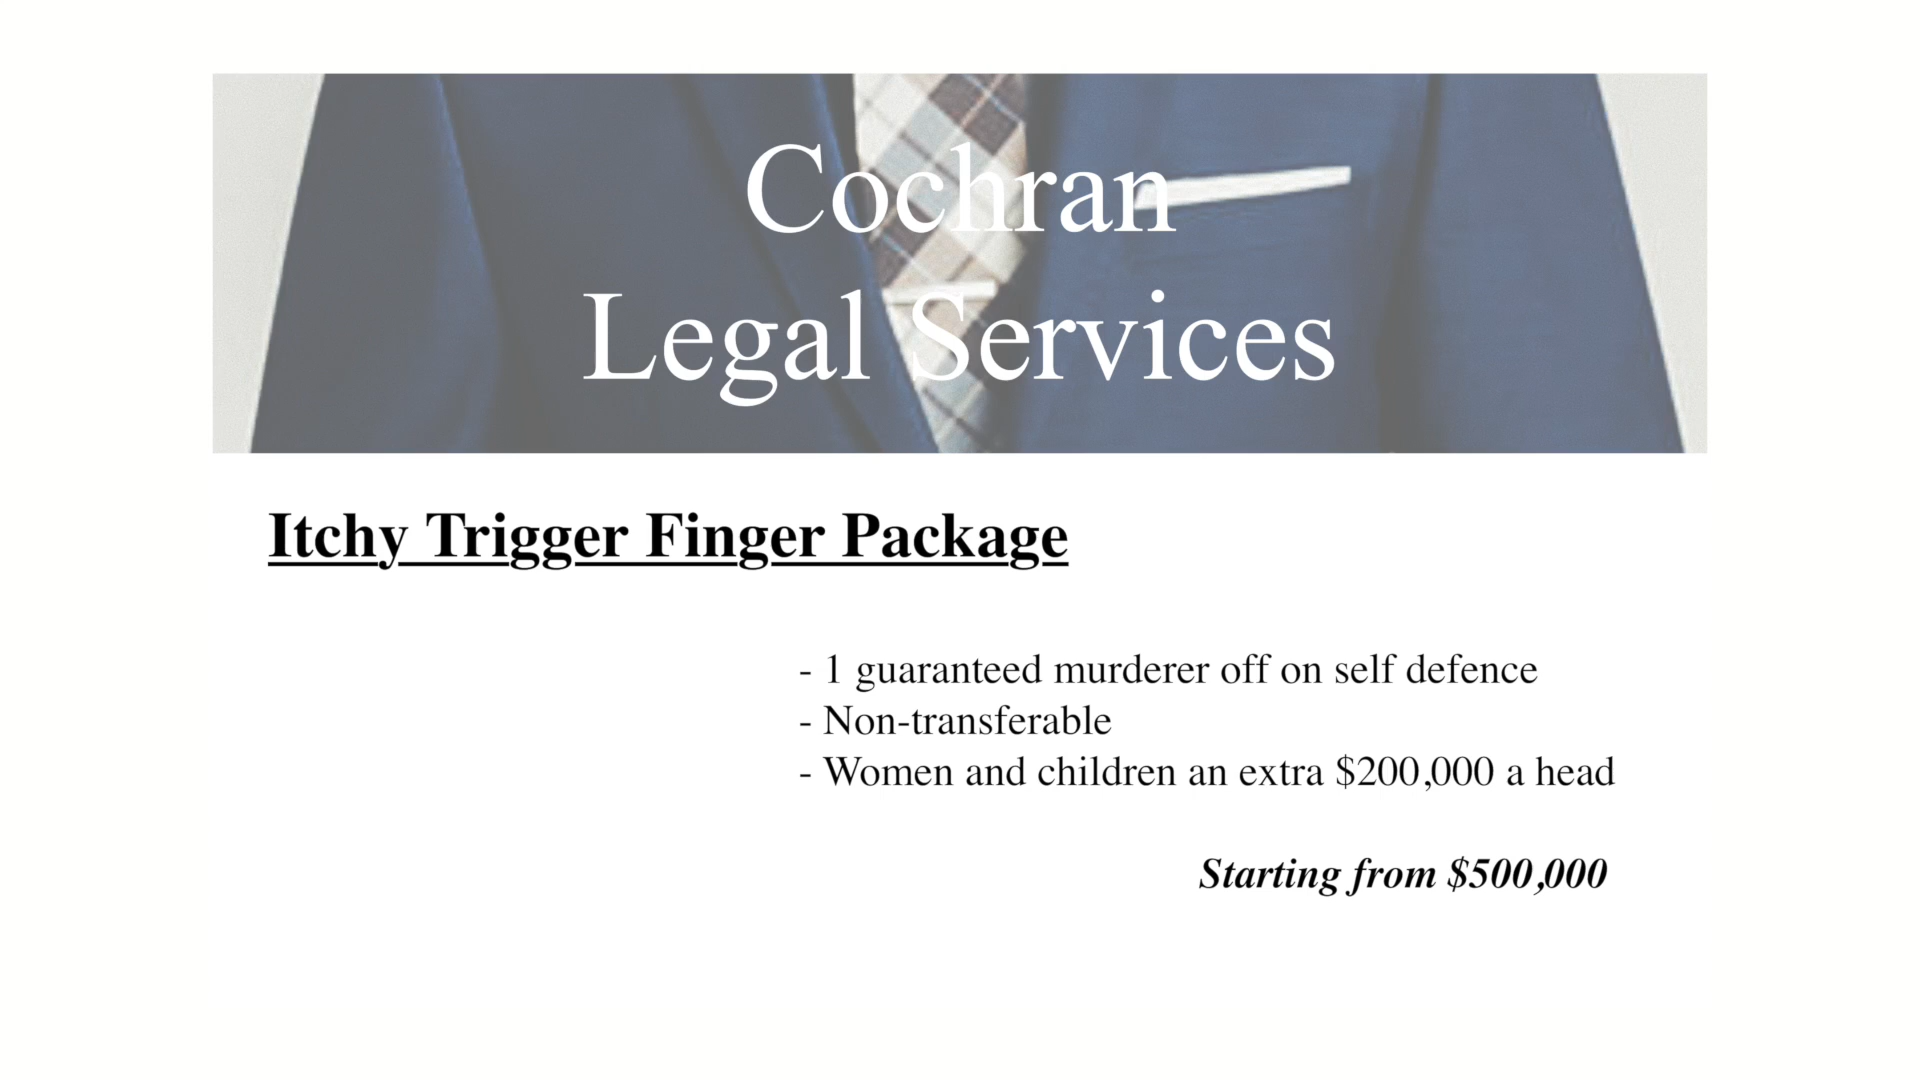 Cochran
Legal Services
Itchy Trigger Finger Package
- 1 guaranteed murderer off on self defence
- Non-transferable
- Women and children an extra $200,000 a head
Starting from $500,000